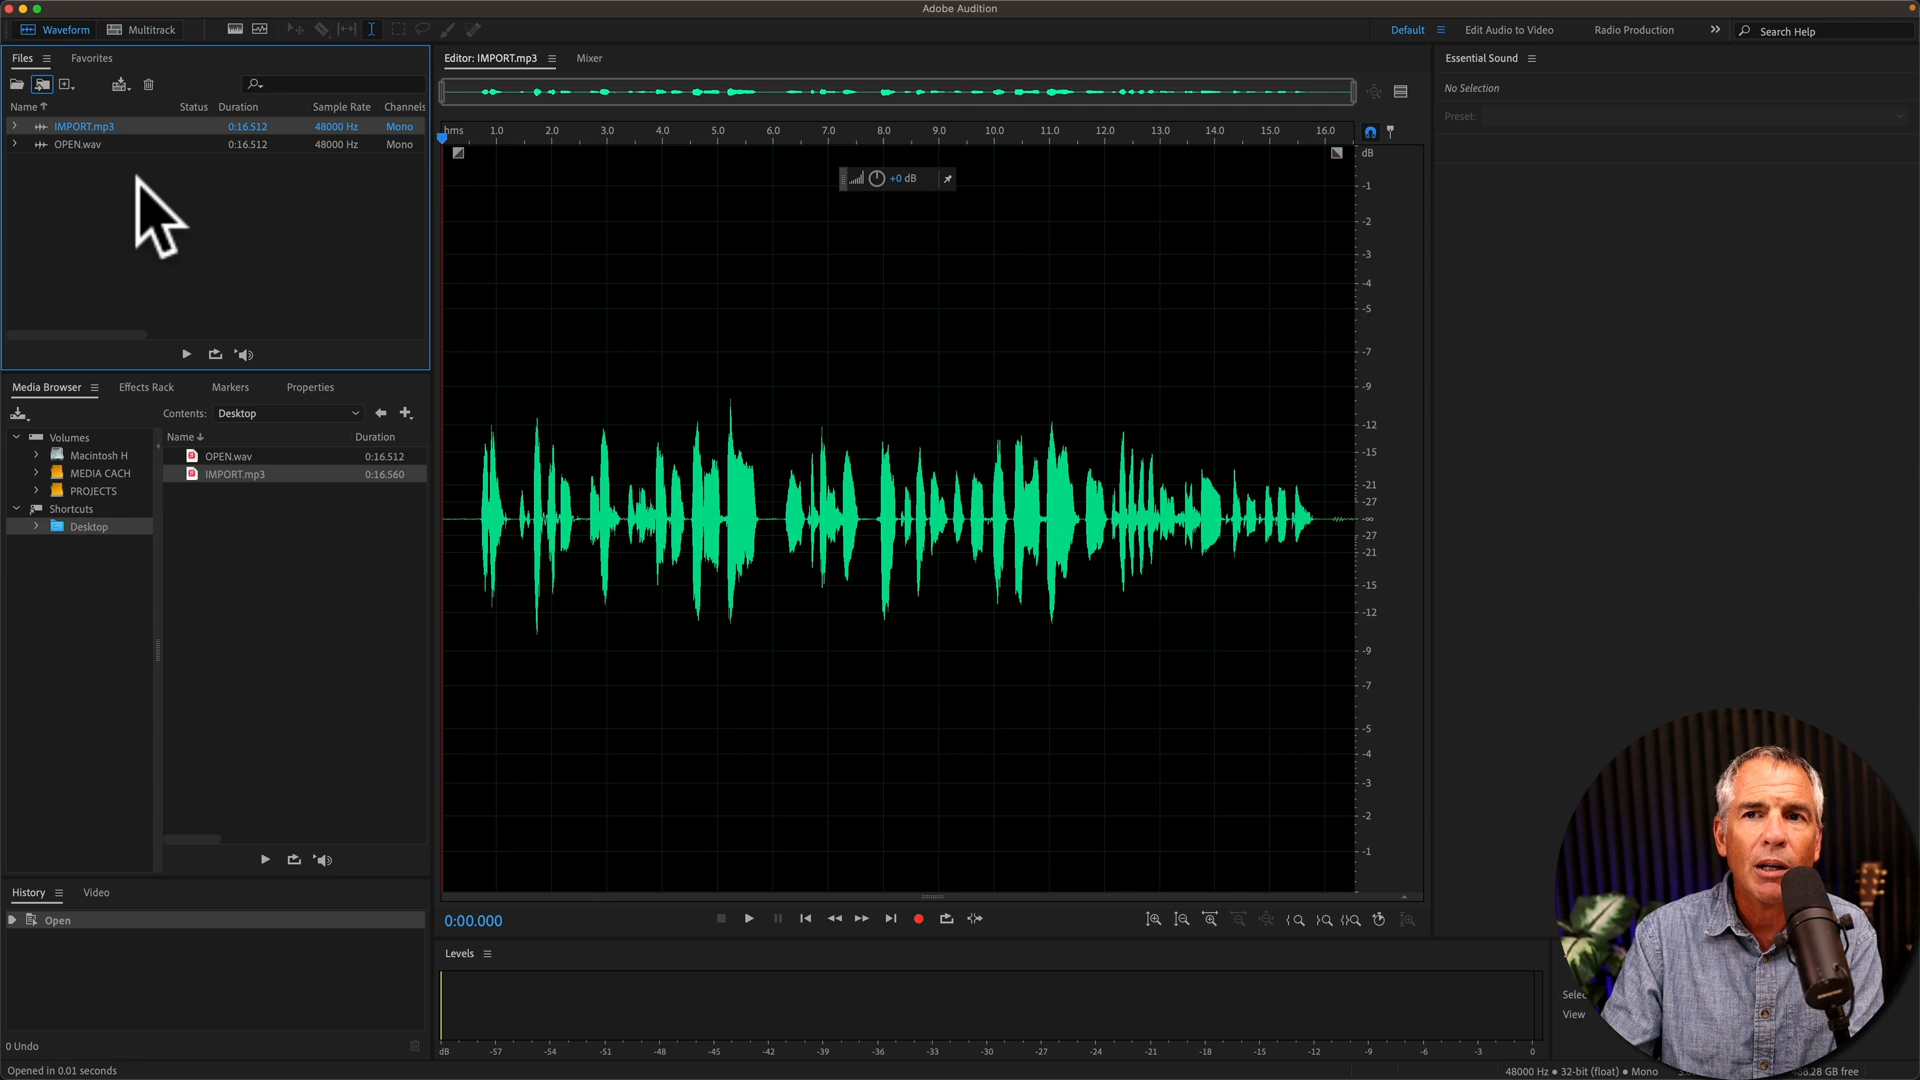 Adobe Audition
Waveform
Multitrack
Default
Edit Audio to Video
Radio Production
Search Help
Files
Favorites
Name
Status
Duration
Sample Rate
Channels
IMPORT.mp3
0:16.512
48000 Hz
Mono
OPEN.wav
0:16.512
48000 Hz
Mono
Media Browser
Effects Rack
Markers
Properties
Contents:
Desktop
Volumes
Macintosh H
MEDIA CACH
PROJECTS
Shortcuts
Desktop
Name
Duration
OPEN.wav
0:16.512
IMPORT.mp3
0:16.560
History
Video
Open
0 Undo
Opened in 0.01 seconds
Editor: IMPORT.mp3
Mixer
hms
1.0
2.0
3.0
4.0
5.0
6.0
7.0
8.0
9.0
10.0
11.0
12.0
13.0
14.0
15.0
16.0
+0 dB
dB
-1
-2
-3
-4
-5
-7
-9
-12
-15
-21
-27
-∞
-27
-21
-15
-12
-9
-7
-5
-4
-3
-2
-1
0:00.000
Levels
dB
-57
-54
-51
-48
-45
-42
-39
-36
-33
-30
-27
-24
-21
-18
-15
-12
-9
-6
-3
0
Essential Sound
No Selection
Preset:
Selec
View
48000 Hz • 32-bit (float) • Mono
88.28 GB free